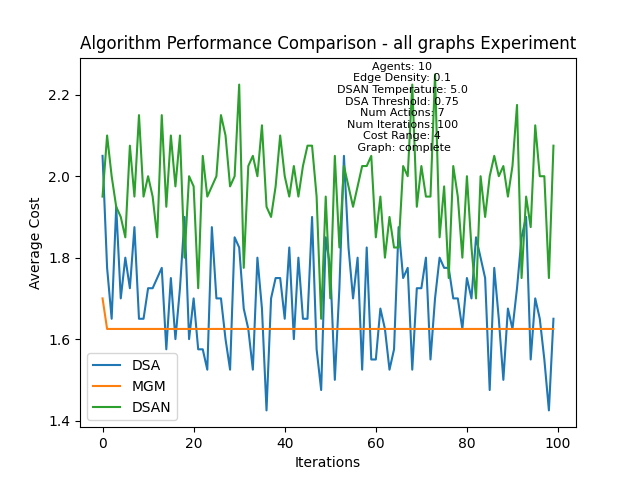 Algorithm Performance Comparison - all graphs Experiment
Agents: 10
Edge Density: 0.1
DSAN Temperature: 5.0
DSA Threshold: 0.75
Num Actions: 7
Num Iterations: 100
Cost Range: 4
Graph: complete
Average Cost
2.2
2.0
1.8
1.6
1.4
DSA
MGM
DSAN
0 20 40 60 80 100
Iterations